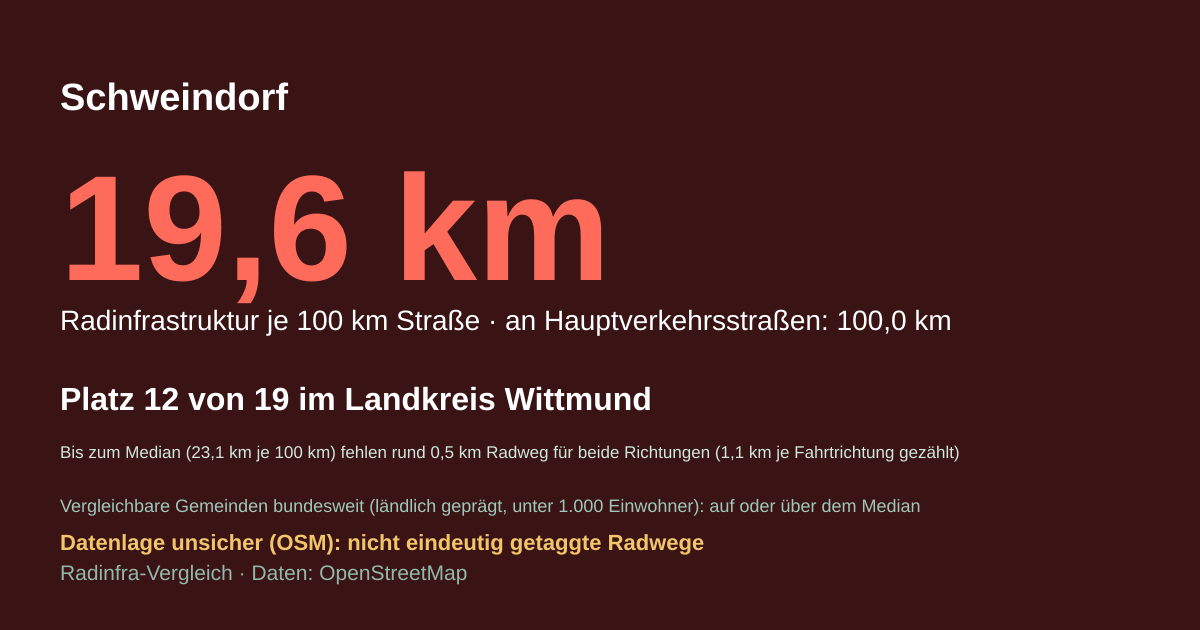 Schweindorf
19,6 km
Radinfrastruktur je 100 km Straße · an Hauptverkehrsstraßen: 100,0 km
Platz 12 von 19 im Landkreis Wittmund
Bis zum Median (23,1 km je 100 km) fehlen rund 0,5 km Radweg für beide Richtungen (1,1 km je Fahrtrichtung gezählt)
Vergleichbare Gemeinden bundesweit (ländlich geprägt, unter 1.000 Einwohner): auf oder über dem Median
Datenlage unsicher (OSM): nicht eindeutig getaggte Radwege
Radinfra-Vergleich · Daten: OpenStreetMap